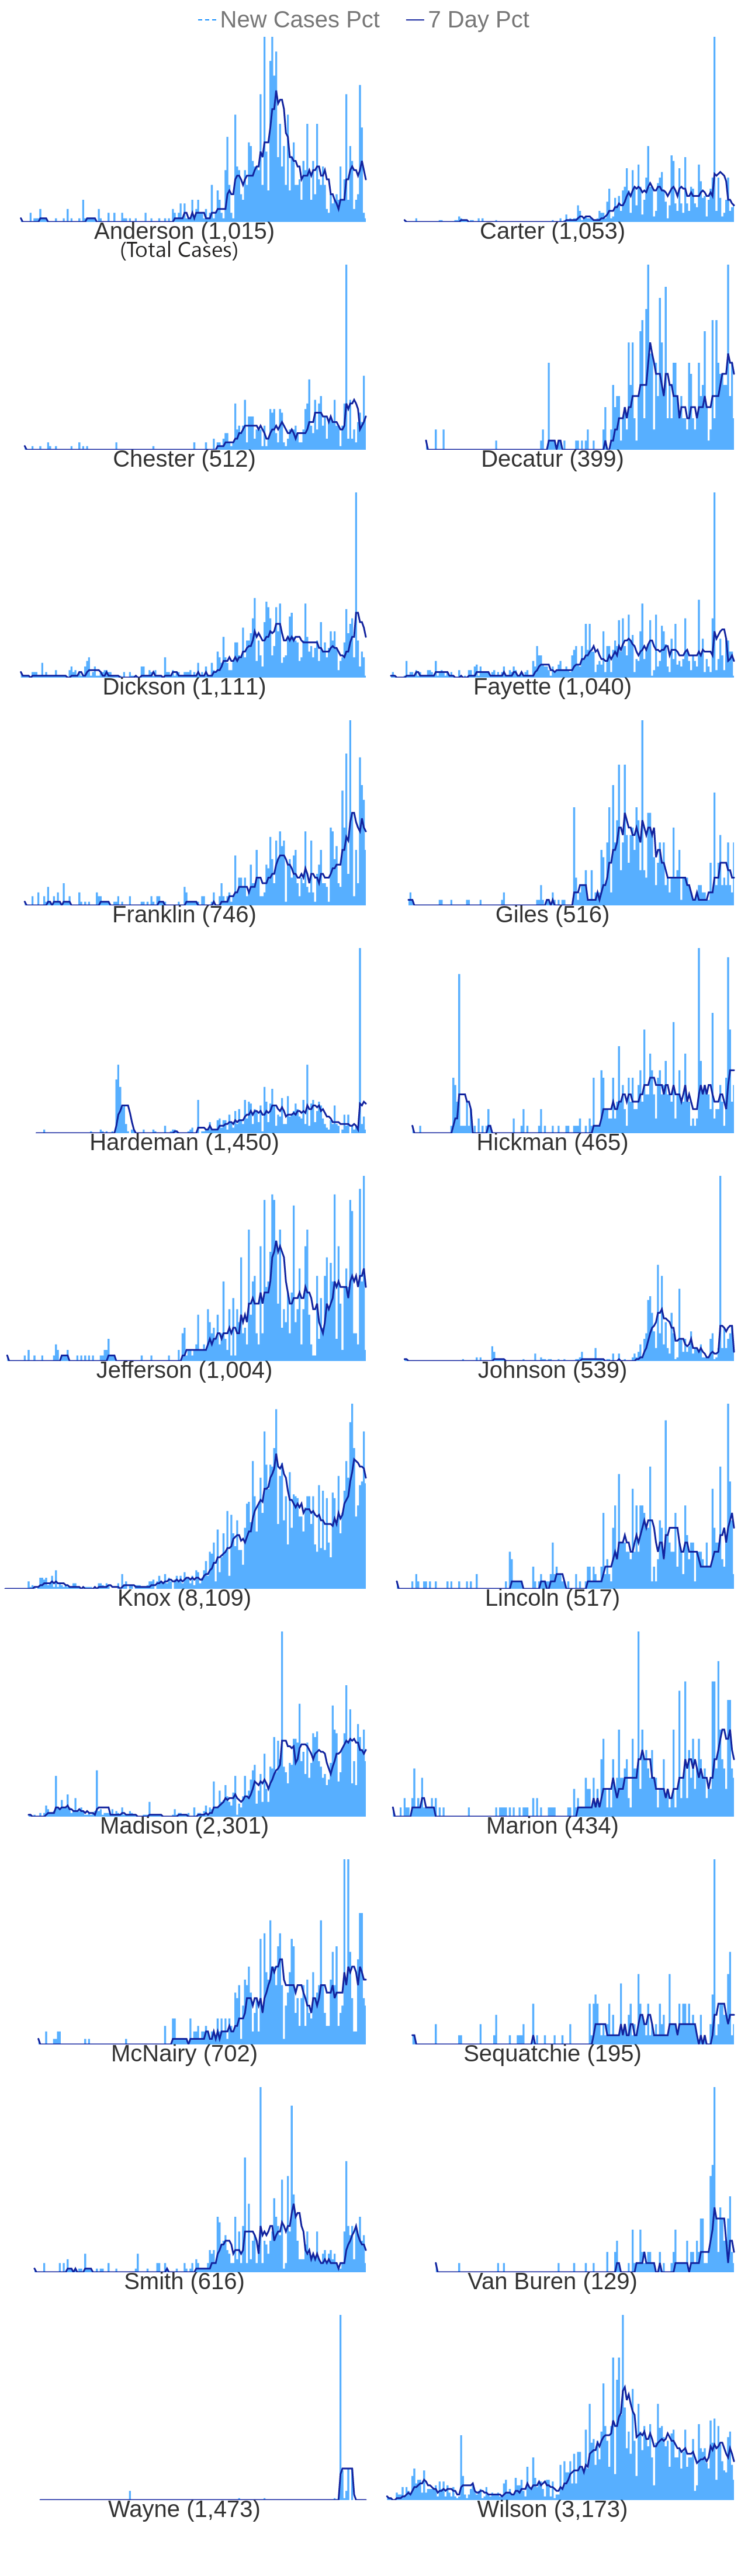 New Cases Pct 7 Day Pct
Anderson (1,015) Carter (1,053)
(Total Cases)
Chester (512) Decatur (399)
Dickson (1,111) Fayette (1,040)
Franklin (746) Giles (516)
Hardeman (1,450) Hickman (465)
Jefferson (1,004) Johnson (539)
Knox (8,109) Lincoln (517)
Madison (2,301) Marion (434)
McNairy (702) Sequatchie (195)
Smith (616) Van Buren (129)
Wayne (1,473) Wilson (3,173)